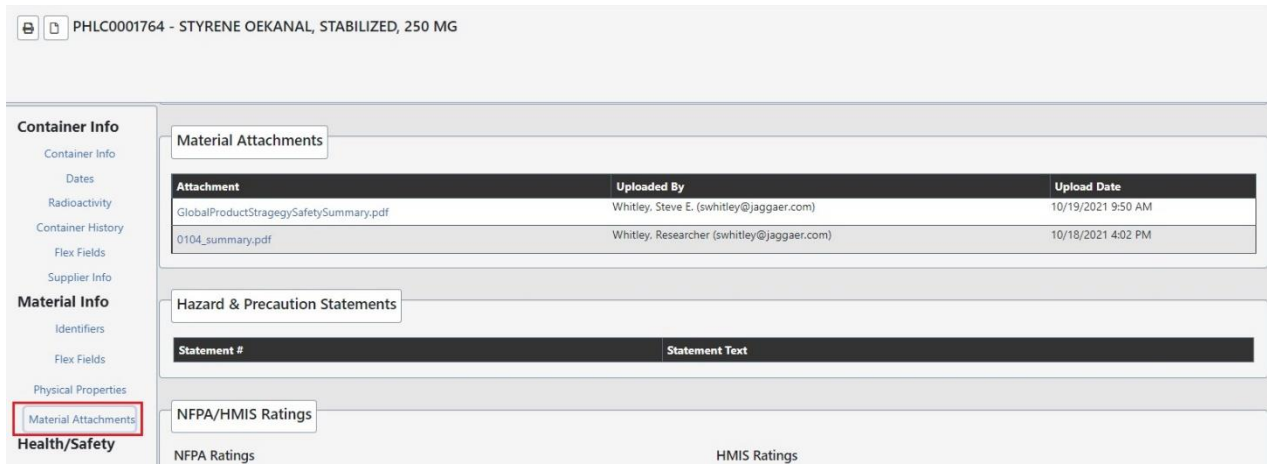 PHLC0001764 - STYRENE OEKANAL, STABILIZED, 250 MG
Container Info
Container Info
Dates
Radioactivity
Container History
Flex Fields
Supplier Info
Material Info
Identifiers
Flex Fields
Physical Properties
Material Attachments
Health/Safety
Material Attachments
Attachment Uploaded By Upload Date
GlobalProductStragegySafetySummary.pdf Whitley, Steve E. (swhitley@jaggaer.com) 10/19/2021 9:50 AM
0104_summary.pdf Whitley, Researcher (swhitley@jaggaer.com) 10/18/2021 4:02 PM
Hazard & Precaution Statements
Statement # Statement Text
NFPA/HMIS Ratings
NFPA Ratings HMIS Ratings